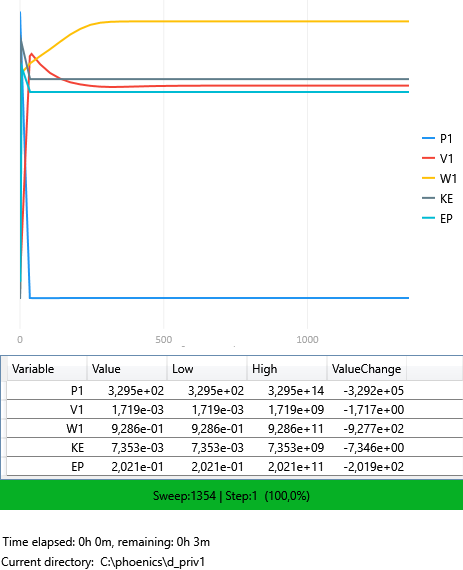 P1
V1
W1
KE
EP
0 500 1000
Variable Value Low High ValueChange
P1 3,295e+02 3,295e+02 3,295e+14 -3,292e+05
V1 1,719e-03 1,719e-03 1,719e+09 -1,717e+00
W1 9,286e-01 9,286e-01 9,286e+11 -9,277e+02
KE 7,353e-03 7,353e-03 7,353e+09 -7,346e+00
EP 2,021e-01 2,021e-01 2,021e+11 -2,019e+02
Sweep:1354 | Step:1 (100,0%)
Time elapsed: 0h 0m, remaining: 0h 3m
Current directory: C:\phoenics\d_priv1